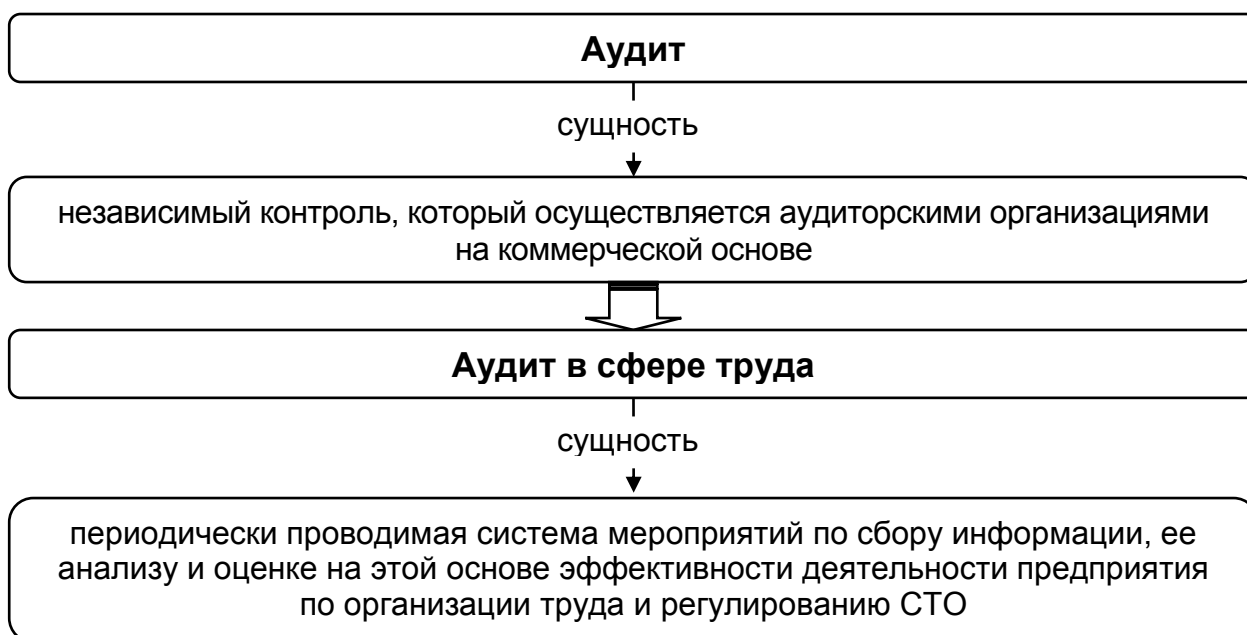 Аудит
сущность
независимый контроль, который осуществляется аудиторскими организациями
на коммерческой основе
Аудит в сфере труда
сущность
периодически проводимая система мероприятий по сбору информации, ее
анализу и оценке на этой основе эффективности деятельности предприятия
по организации труда и регулированию СТО